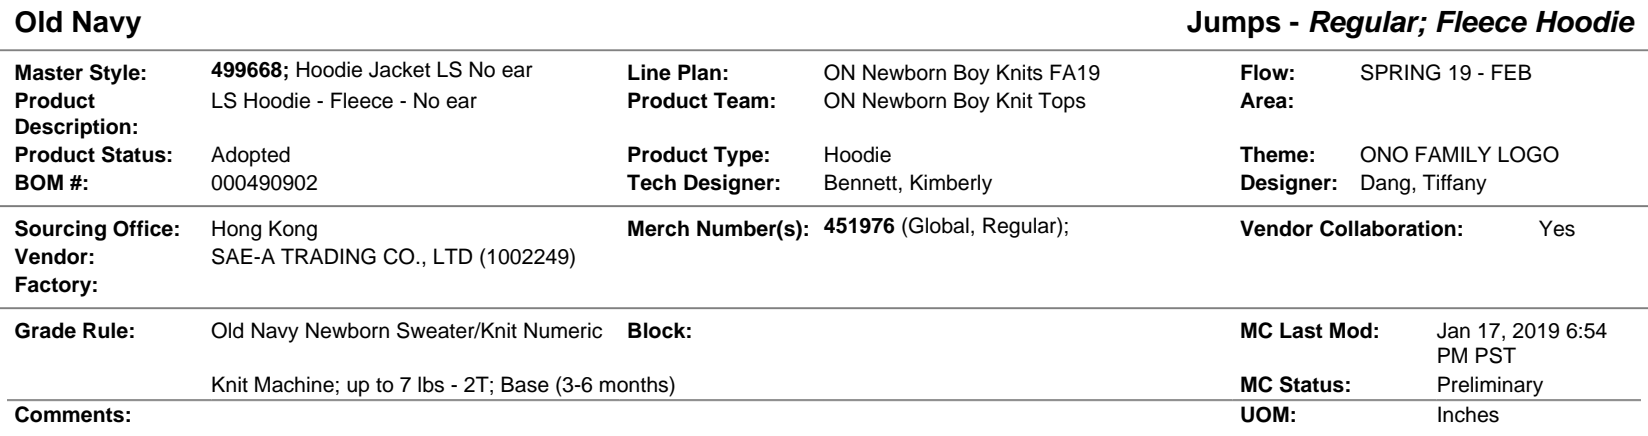 Old Navy Jumps - Regular; Fleece Hoodie
Master Style: 499668; Hoodie Jacket LS No ear Line Plan: ON Newborn Boy Knits FA19 Flow: SPRING 19 - FEB
Product LS Hoodie - Fleece - No ear Product Team: ON Newborn Boy Knit Tops Area:
Description:
Product Status: Adopted Product Type: Hoodie Theme: ONO FAMILY LOGO
BOM #: 000490902 Tech Designer: Bennett, Kimberly Designer: Dang, Tiffany
Sourcing Office: Hong Kong Merch Number(s): 451976 (Global, Regular); Vendor Collaboration: Yes
Vendor: SAE-A TRADING CO., LTD (1002249)
Factory:
Grade Rule: Old Navy Newborn Sweater/Knit Numeric Block: MC Last Mod: Jan 17, 2019 6:54
PM PST
Knit Machine; up to 7 lbs - 2T; Base (3-6 months) MC Status: Preliminary
Comments: UOM: Inches